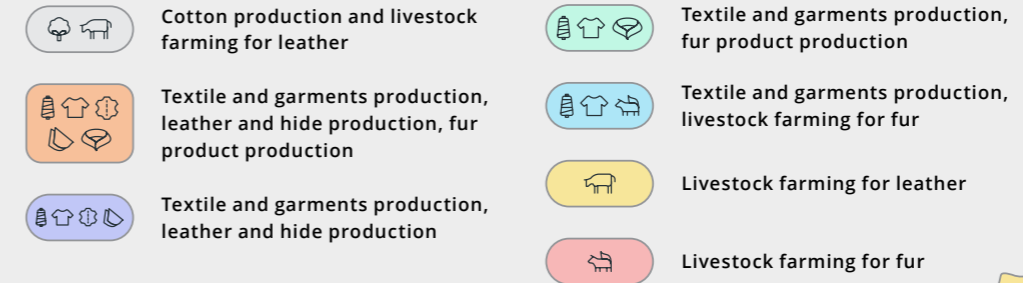 Cotton production and livestock
farming for leather
Textile and garments production,
leather and hide production, fur
product production
Textile and garments production,
leather and hide production
Textile and garments production,
fur product production
Textile and garments production,
livestock farming for fur
Livestock farming for leather
Livestock farming for fur